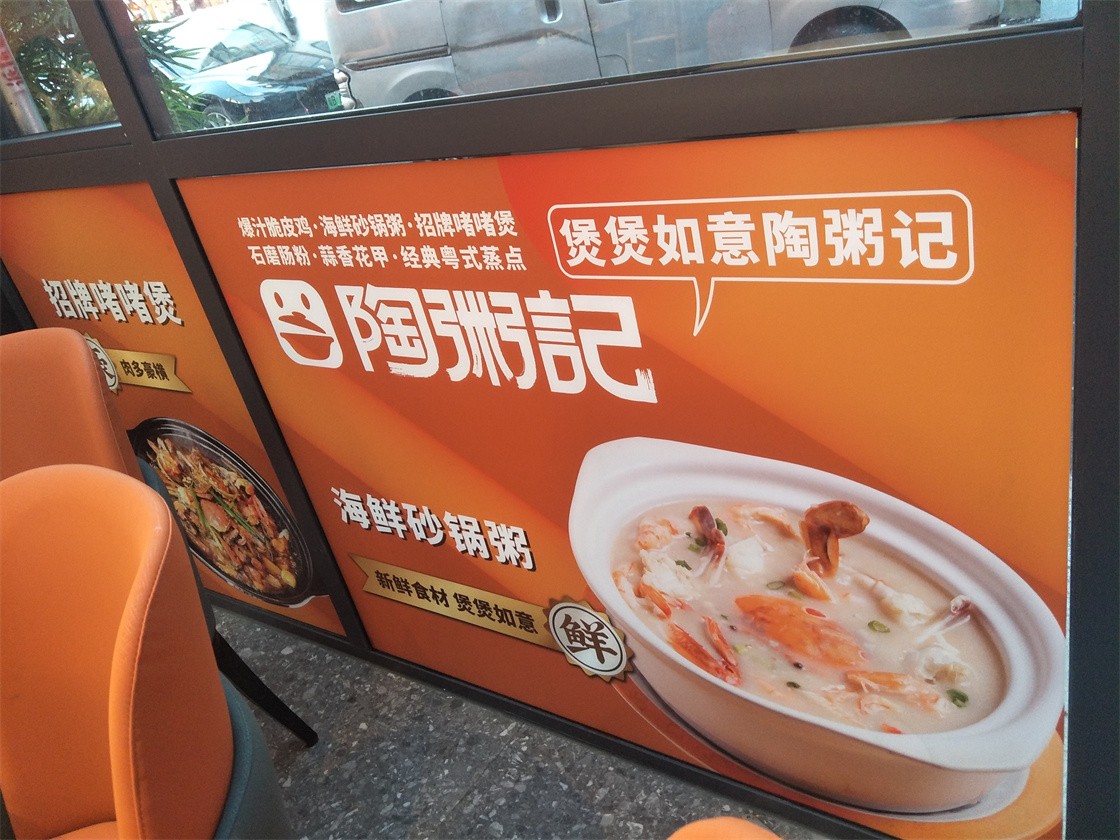 爆汁脆皮鸡·海鲜砂锅粥·招牌啫啫煲
石磨肠粉·蒜香花甲·经典粤式蒸点
煲煲如意陶粥记
陶粥記
招牌啫啫煲
肉多豪横
海鲜砂锅粥
新鲜食材 煲煲如意
鲜